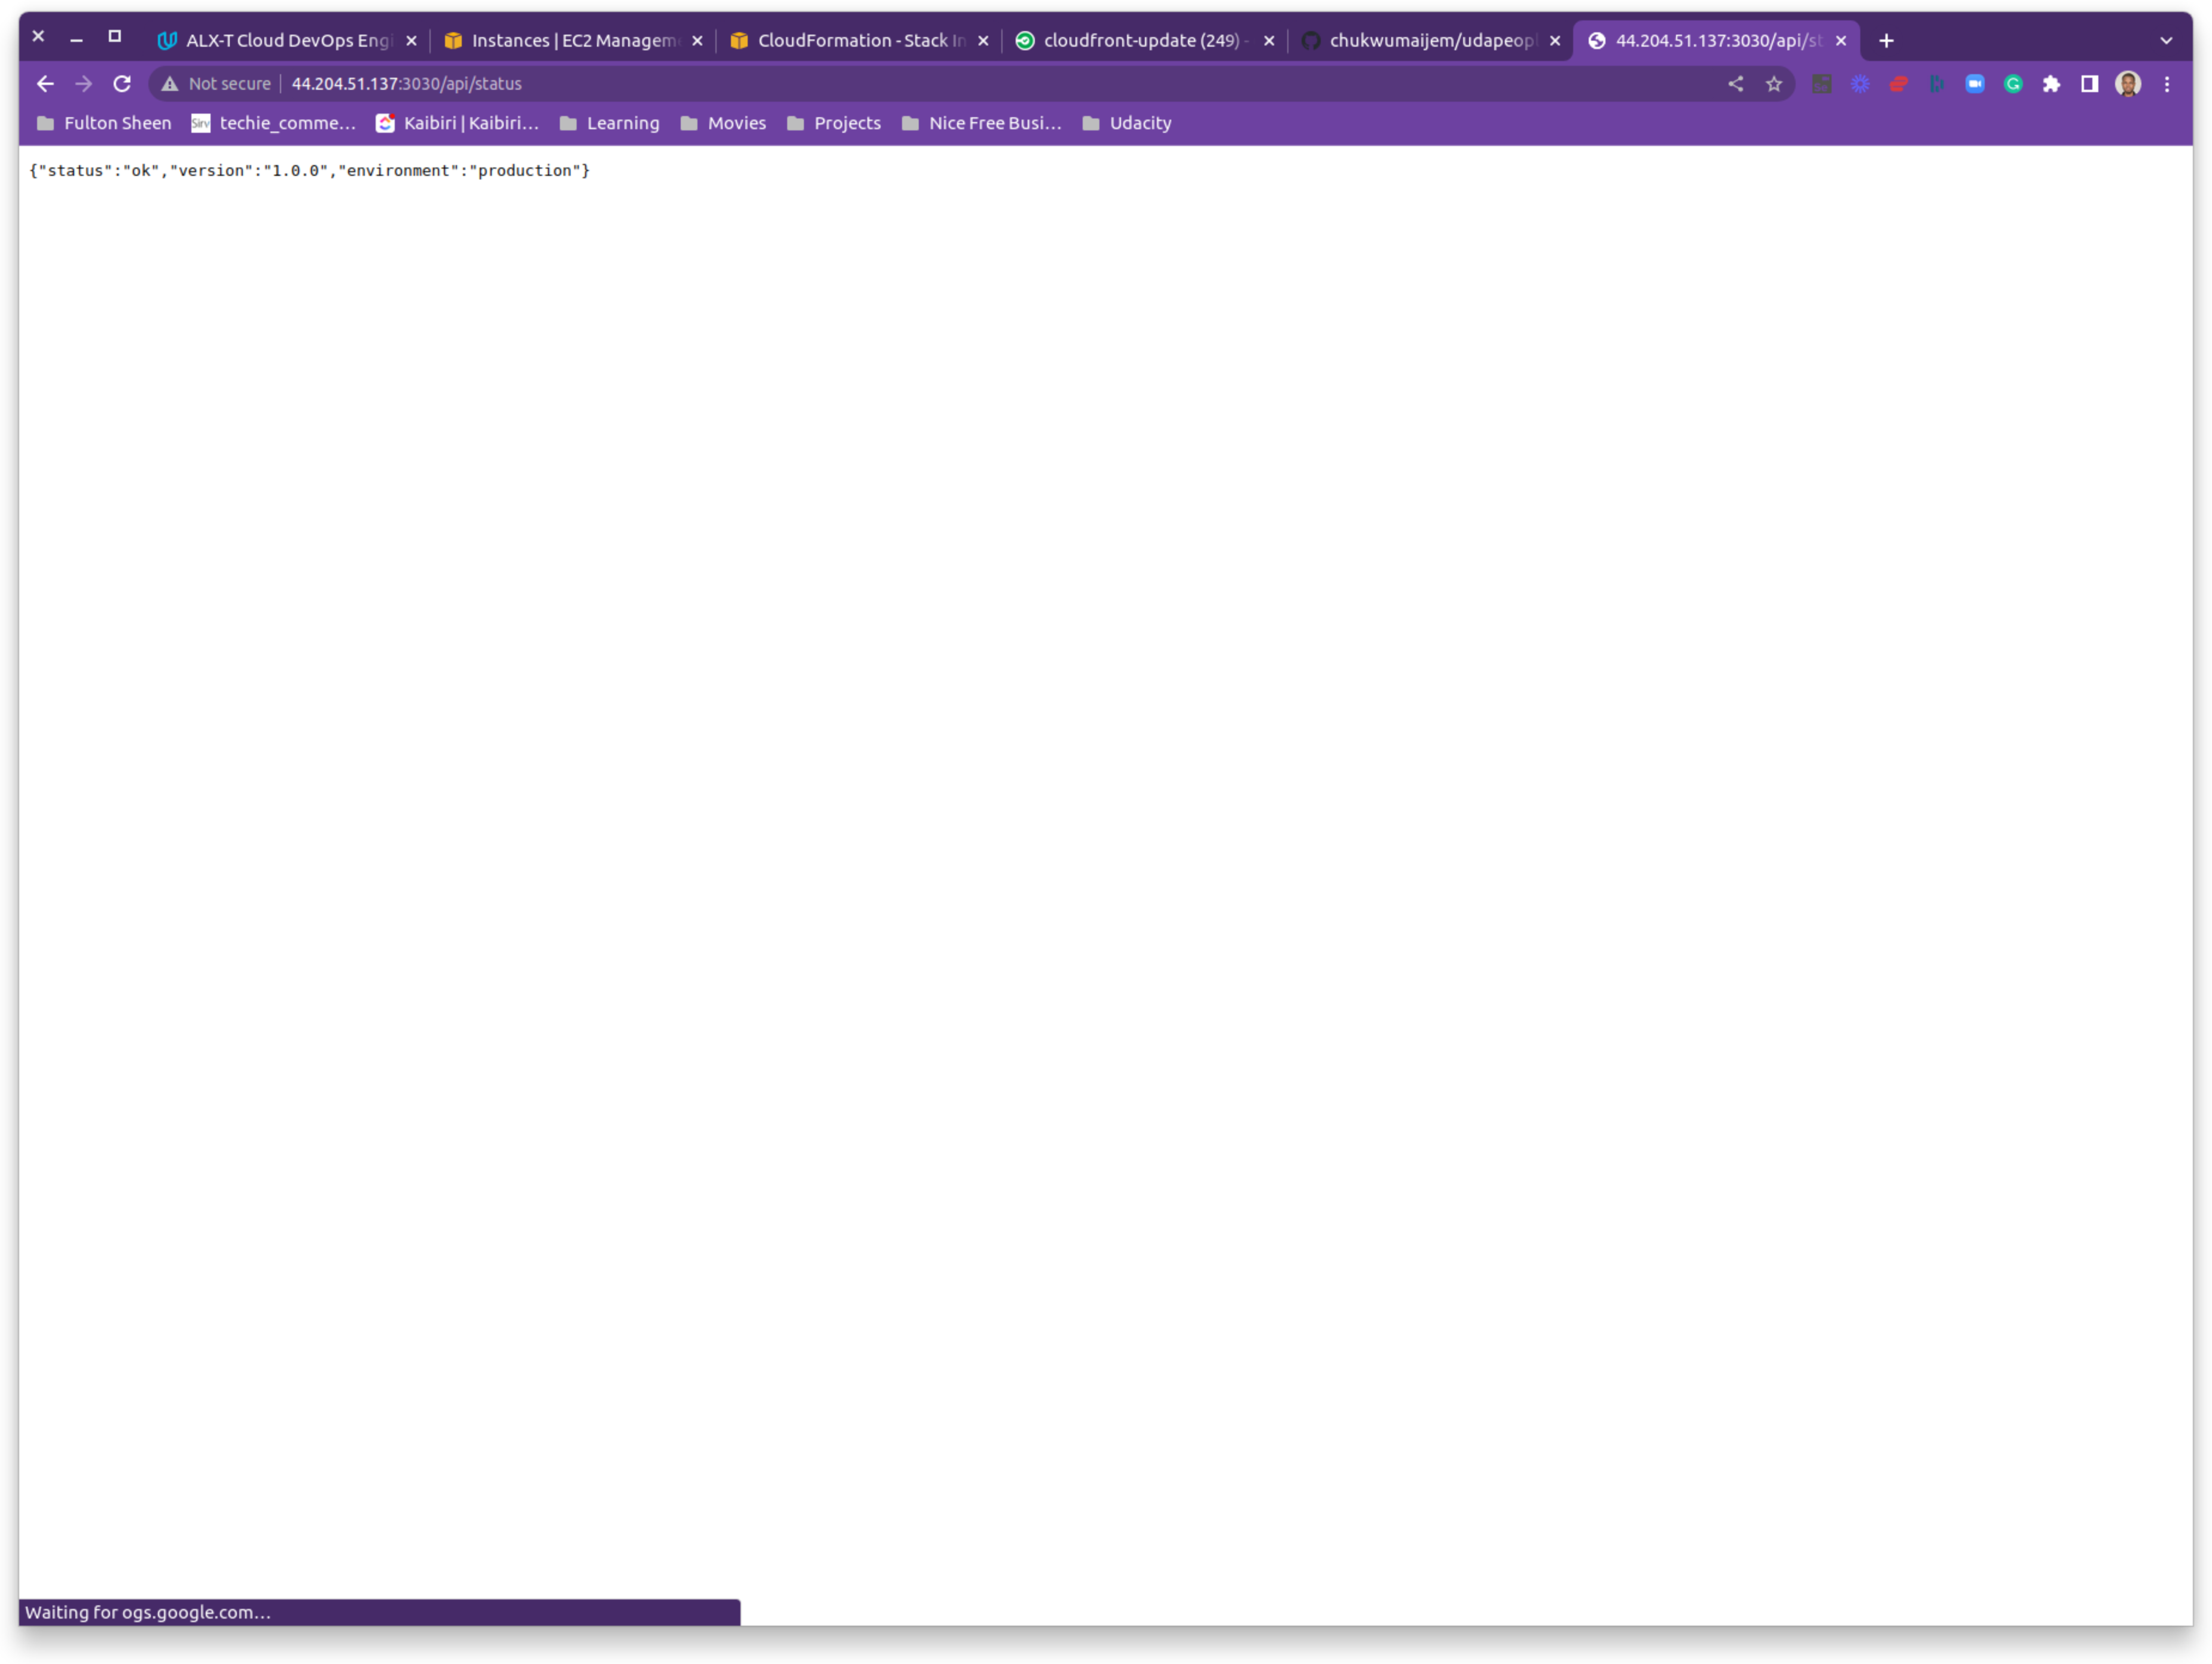 ALX-T Cloud DevOps Engi Instances | EC2 Managem CloudFormation - Stack In cloudfront-update (249) - chukwumaijem/udapeopl 44.204.51.137:3030/api/st
Not secure 44.204.51.137:3030/api/status
Fulton Sheen Sirv techie_comme... Kaibiri | Kaibiri... Learning Movies Projects Nice Free Busi... Udacity
{"status":"ok","version":"1.0.0","environment":"production"}
Waiting for ogs.google.com...